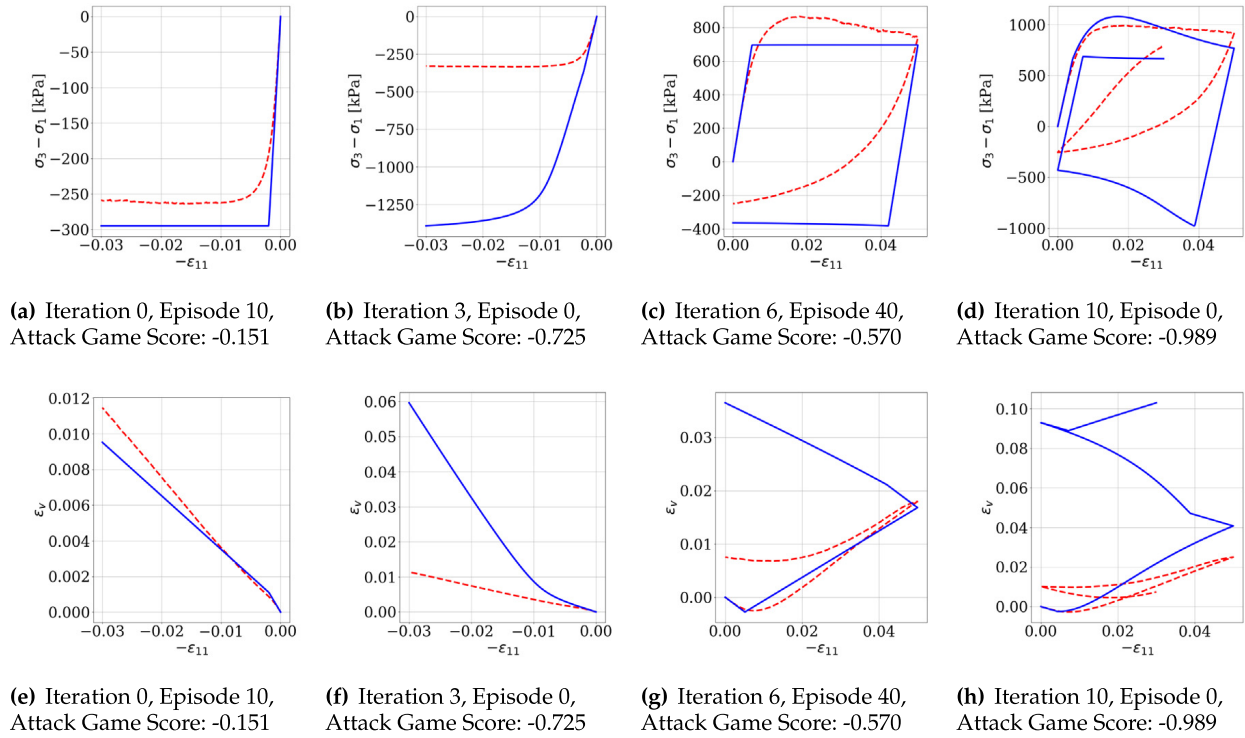 0
−50
−100
−150
−200
−250
−300
σ3 − σ1 [kPa]
−0.03 −0.02 −0.01 0.00
−ε11
0
−250
−500
−750
−1000
−1250
σ3 − σ1 [kPa]
−0.03 −0.02 −0.01 0.00
−ε11
800
600
400
200
0
−200
−400
σ3 − σ1 [kPa]
0.00 0.02 0.04
−ε11
1000
500
0
−500
−1000
σ3 − σ1 [kPa]
0.00 0.02 0.04
−ε11
(a) Iteration 0, Episode 10,
Attack Game Score: -0.151
(b) Iteration 3, Episode 0,
Attack Game Score: -0.725
(c) Iteration 6, Episode 40,
Attack Game Score: -0.570
(d) Iteration 10, Episode 0,
Attack Game Score: -0.989
0.012
0.010
0.008
0.006
0.004
0.002
0.000
εv
−0.03 −0.02 −0.01 0.00
−ε11
0.06
0.05
0.04
0.03
0.02
0.01
0.00
εv
−0.03 −0.02 −0.01 0.00
−ε11
0.03
0.02
0.01
0.00
εv
0.00 0.02 0.04
−ε11
0.10
0.08
0.06
0.04
0.02
0.00
εv
0.00 0.02 0.04
−ε11
(e) Iteration 0, Episode 10,
Attack Game Score: -0.151
(f) Iteration 3, Episode 0,
Attack Game Score: -0.725
(g) Iteration 6, Episode 40,
Attack Game Score: -0.570
(h) Iteration 10, Episode 0,
Attack Game Score: -0.989